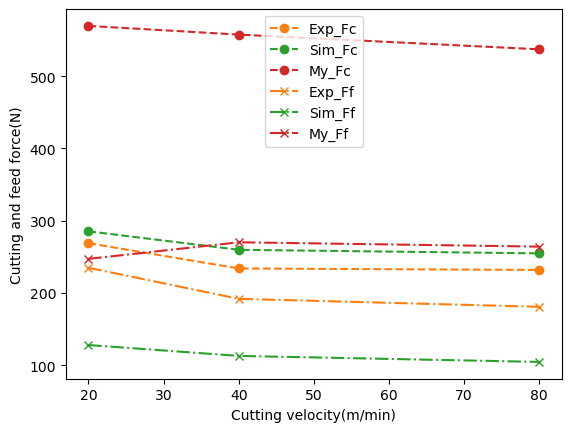 Exp_Fc
Sim_Fc
My_Fc
Exp_Ff
Sim_Ff
My_Ff
500
400
300
200
100
Cutting and feed force(N)
20 30 40 50 60 70 80
Cutting velocity(m/min)